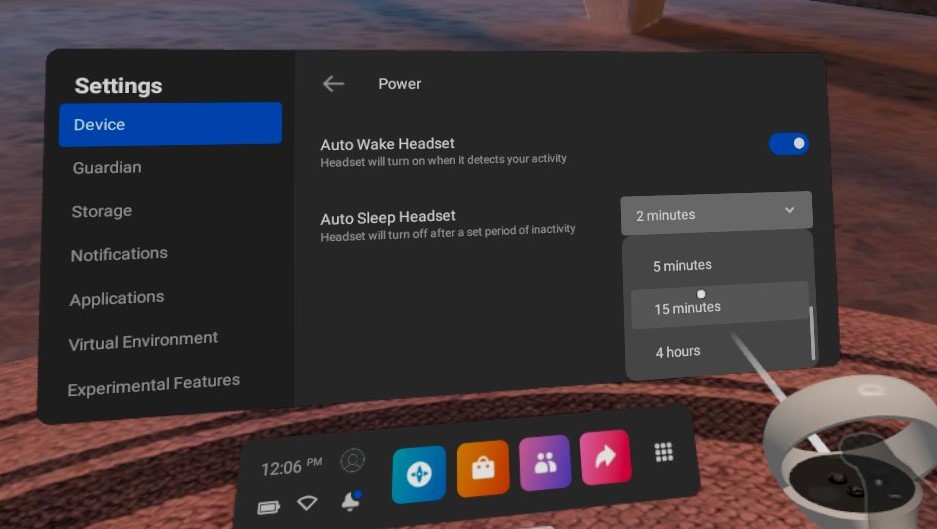 Settings
Device
Guardian
Storage
Notifications
Applications
Virtual Environment
Experimental Features
Power
Auto Wake Headset
Headset will turn on when it detects your activity
Auto Sleep Headset
Headset will turn off after a set period of inactivity
2 minutes
5 minutes
15 minutes
4 hours
12:06 PM